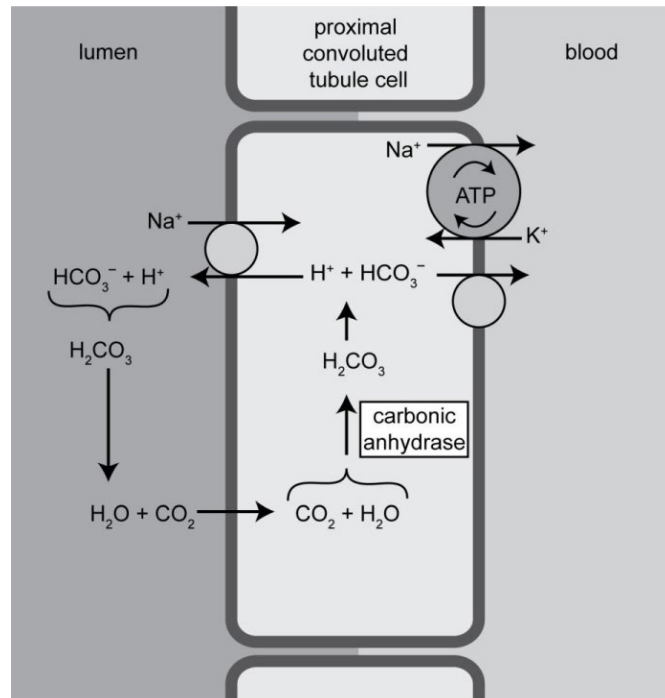 lumen
proximal
convoluted
tubule cell
blood
Na⁺
ATP
K⁺
Na⁺
HCO₃⁻ + H⁺
H⁺ + HCO₃⁻
H₂CO₃
H₂CO₃
carbonic
anhydrase
H₂O + CO₂
CO₂ + H₂O